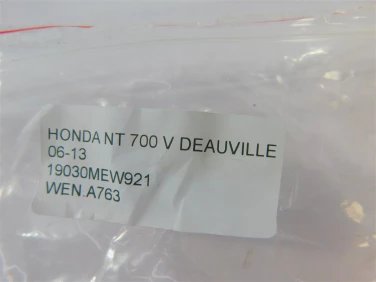 HONDA NT 700 V DEAUVILLE
06-13
19030MEW921
WEN.A763